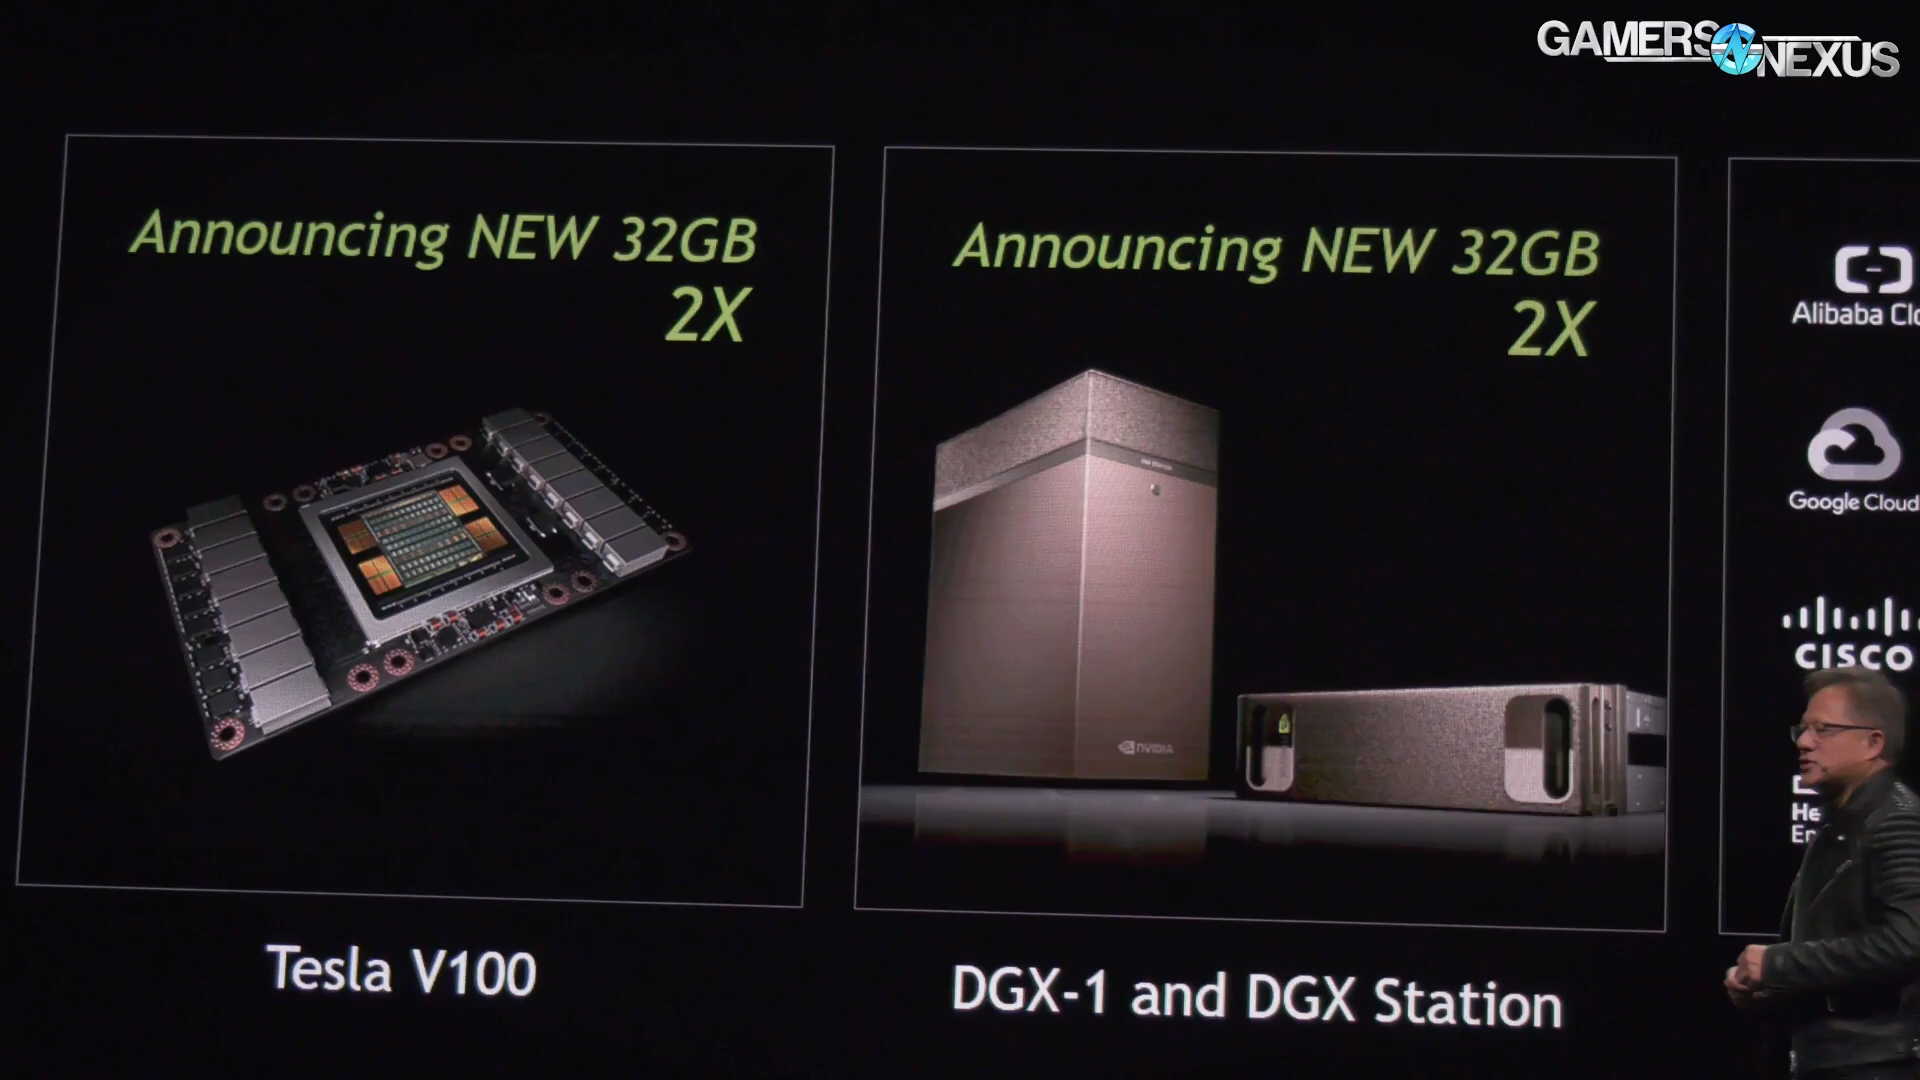 GAMERS NEXUS
Announcing NEW 32GB
2X
Announcing NEW 32GB
2X
NVIDIA
Alibaba
Google Cloud
CISCO
Tesla V100
DGX-1 and DGX Station